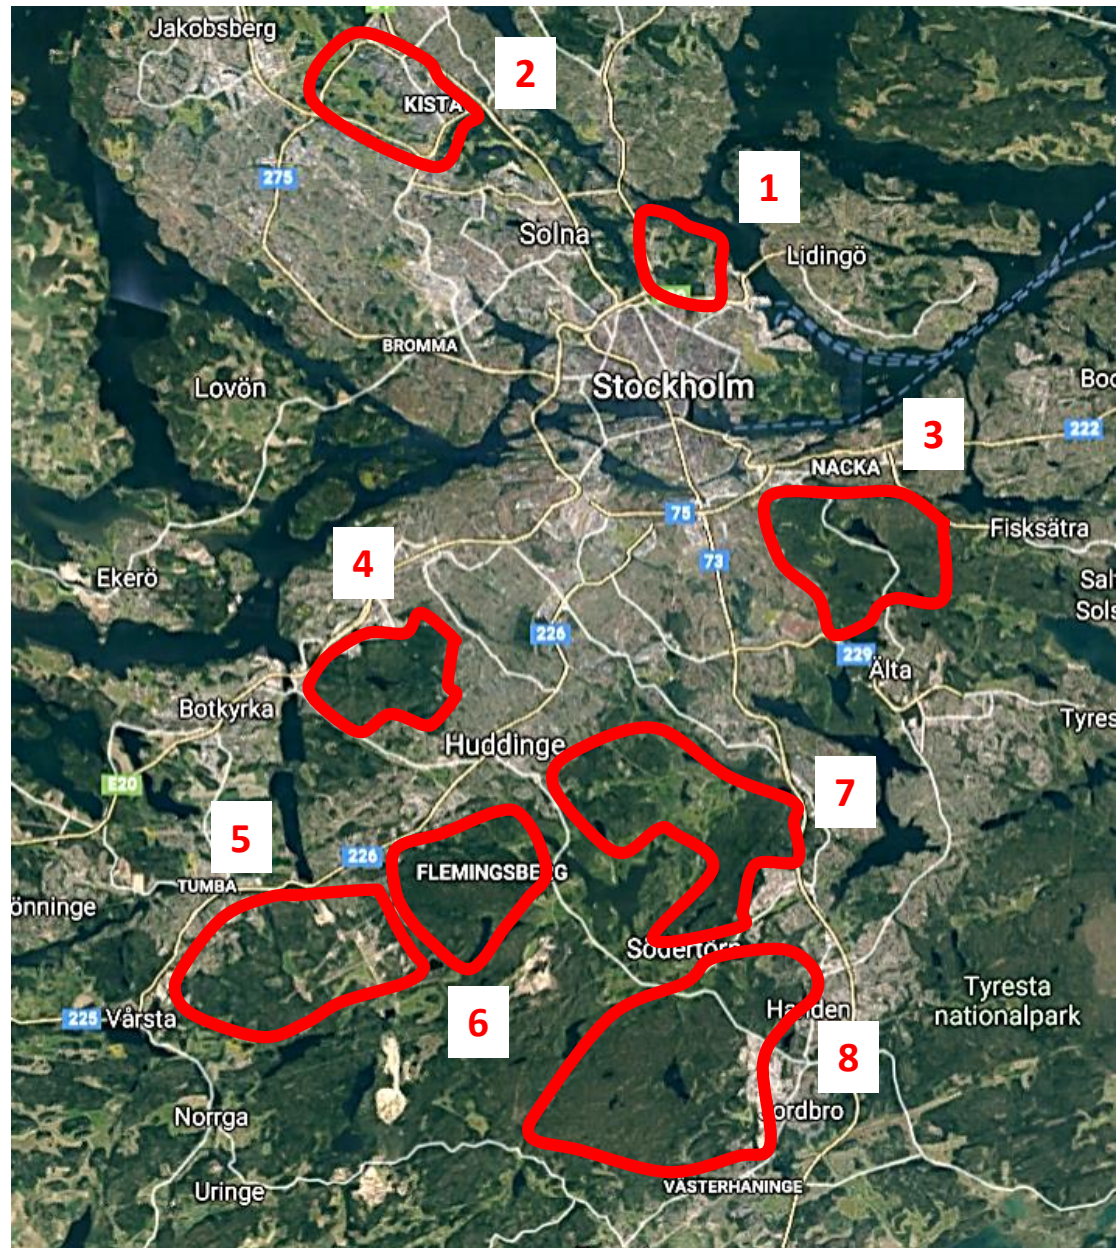 Jakobsberg
2
KISTA
275
1
Solna
Lidingö
BROMMA
Lovön
Stockholm
Boo
222
3
NACKA
75
Fisksätra
73
4
Ekerö
Sal
Sols
226
229
Älta
Botkyrka
Tyres
Huddinge
E20
7
5
226
FLEMINGSBERG
TUMBA
önninge
Södertörn
Tyresta
nationalpark
225
Vårsta
6
Handen
8
Norrga
Jordbro
Uringe
VÄSTERHANINGE